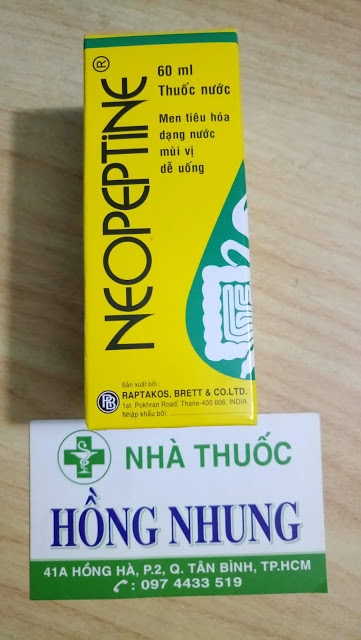 NEOPEPTINE®
60 ml
Thuốc nước
Men tiêu hóa
dạng nước
mùi vị
dễ uống
Sản xuất bởi :
RAPTAKOS, BRETT & CO.LTD.
1st. Pokhran Road, Thane-400 606, INDIA
Nhập khẩu bởi: ........................
NHÀ THUỐC
HỒNG NHUNG
41A HỒNG HÀ, P.2, Q. TÂN BÌNH, TP.HCM
: 097 4433 519